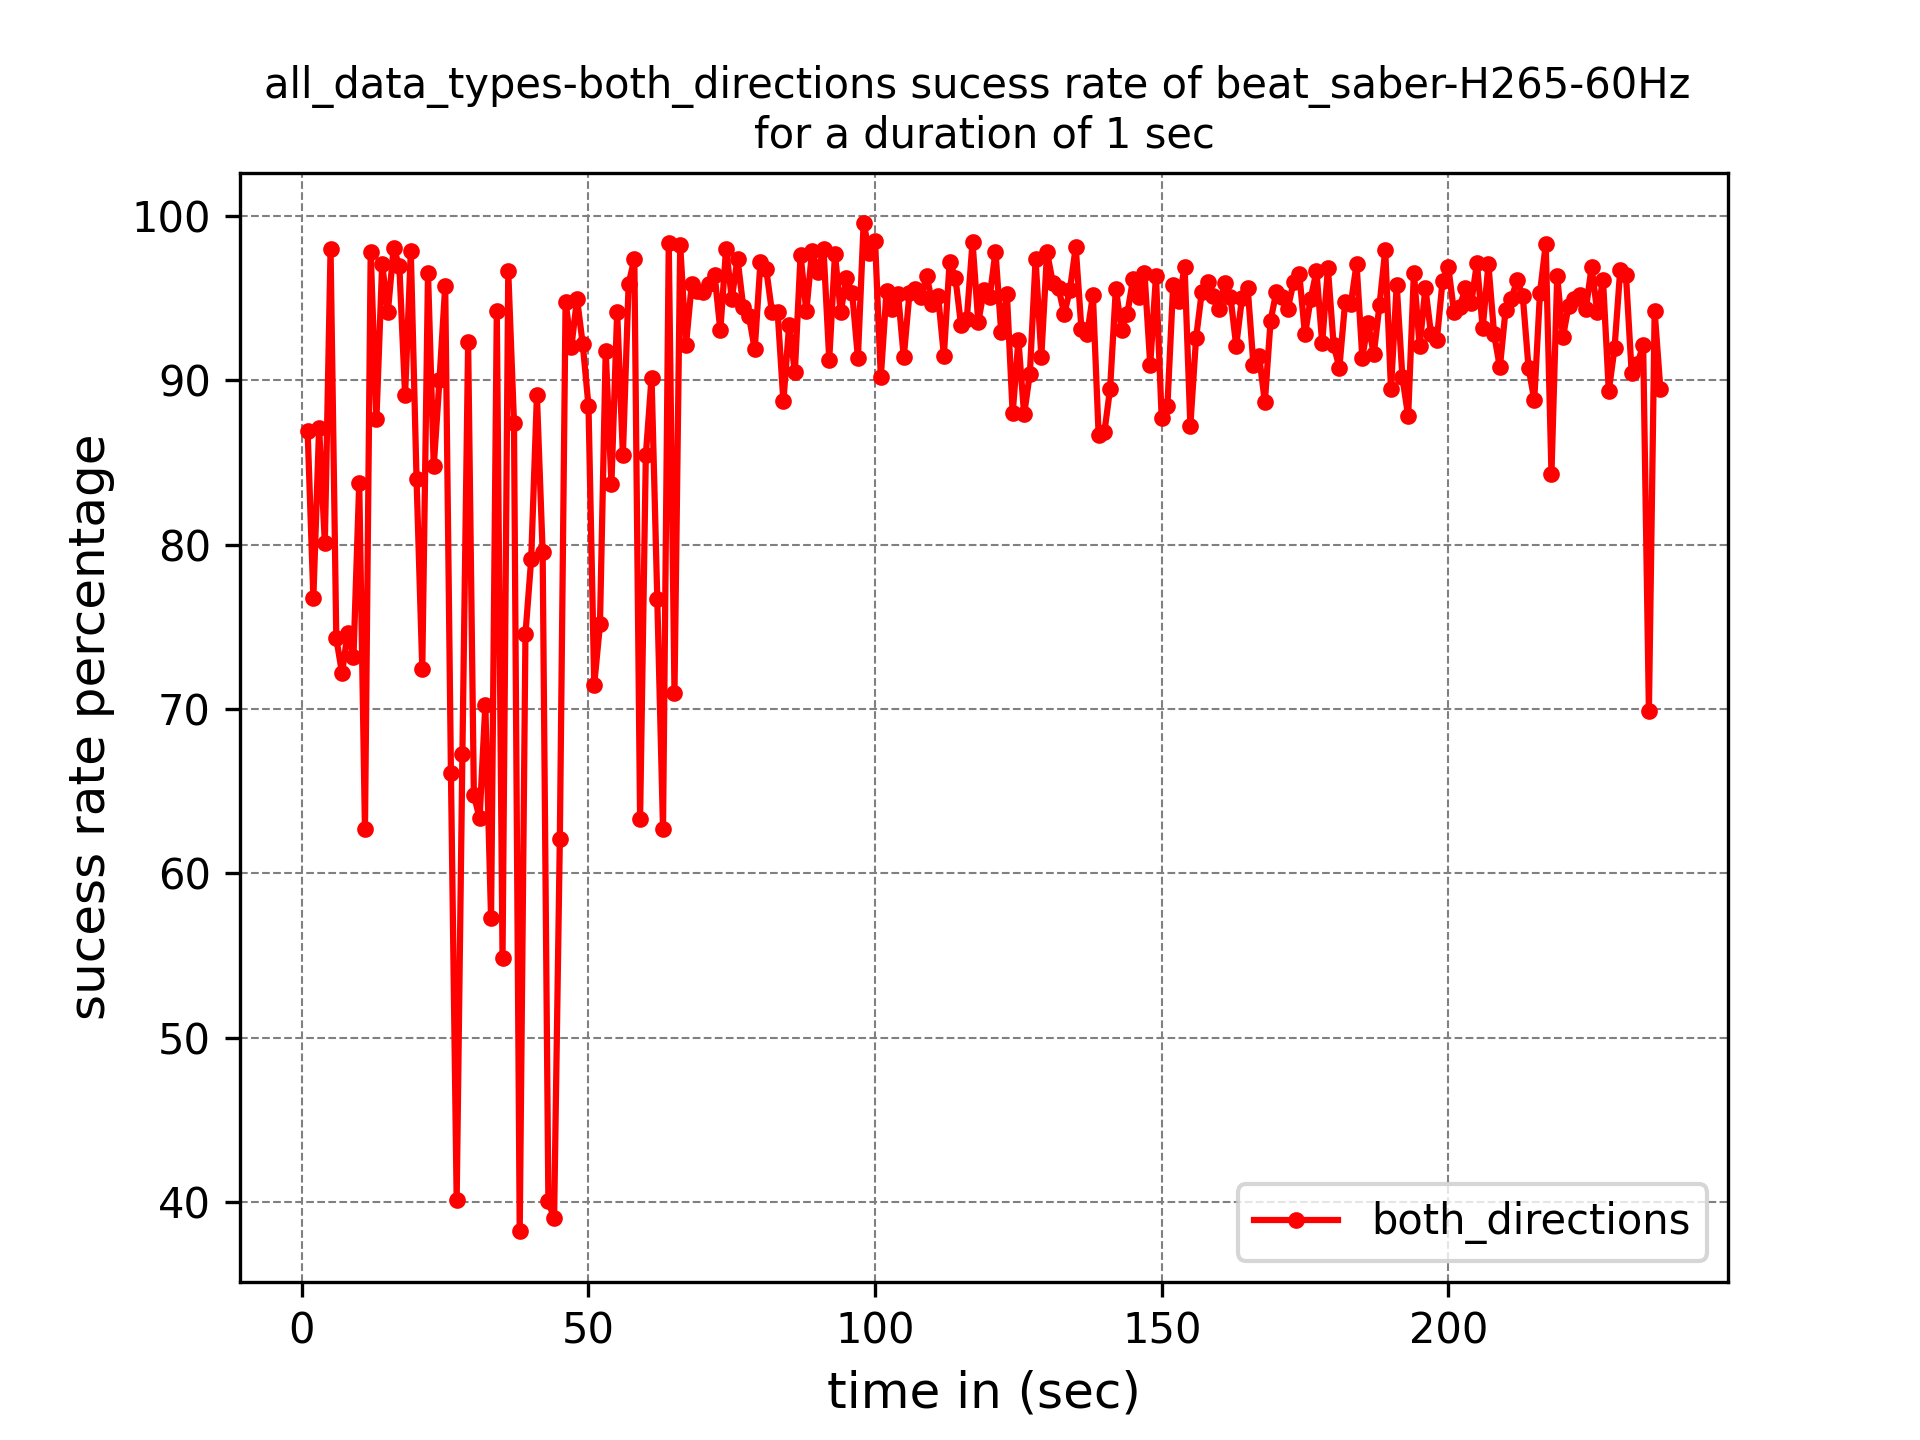 all_data_types-both_directions sucess rate of beat_saber-H265-60Hz
for a duration of 1 sec
sucess rate percentage
100
90
80
70
60
50
40
both_directions
0 50 100 150 200
time in (sec)